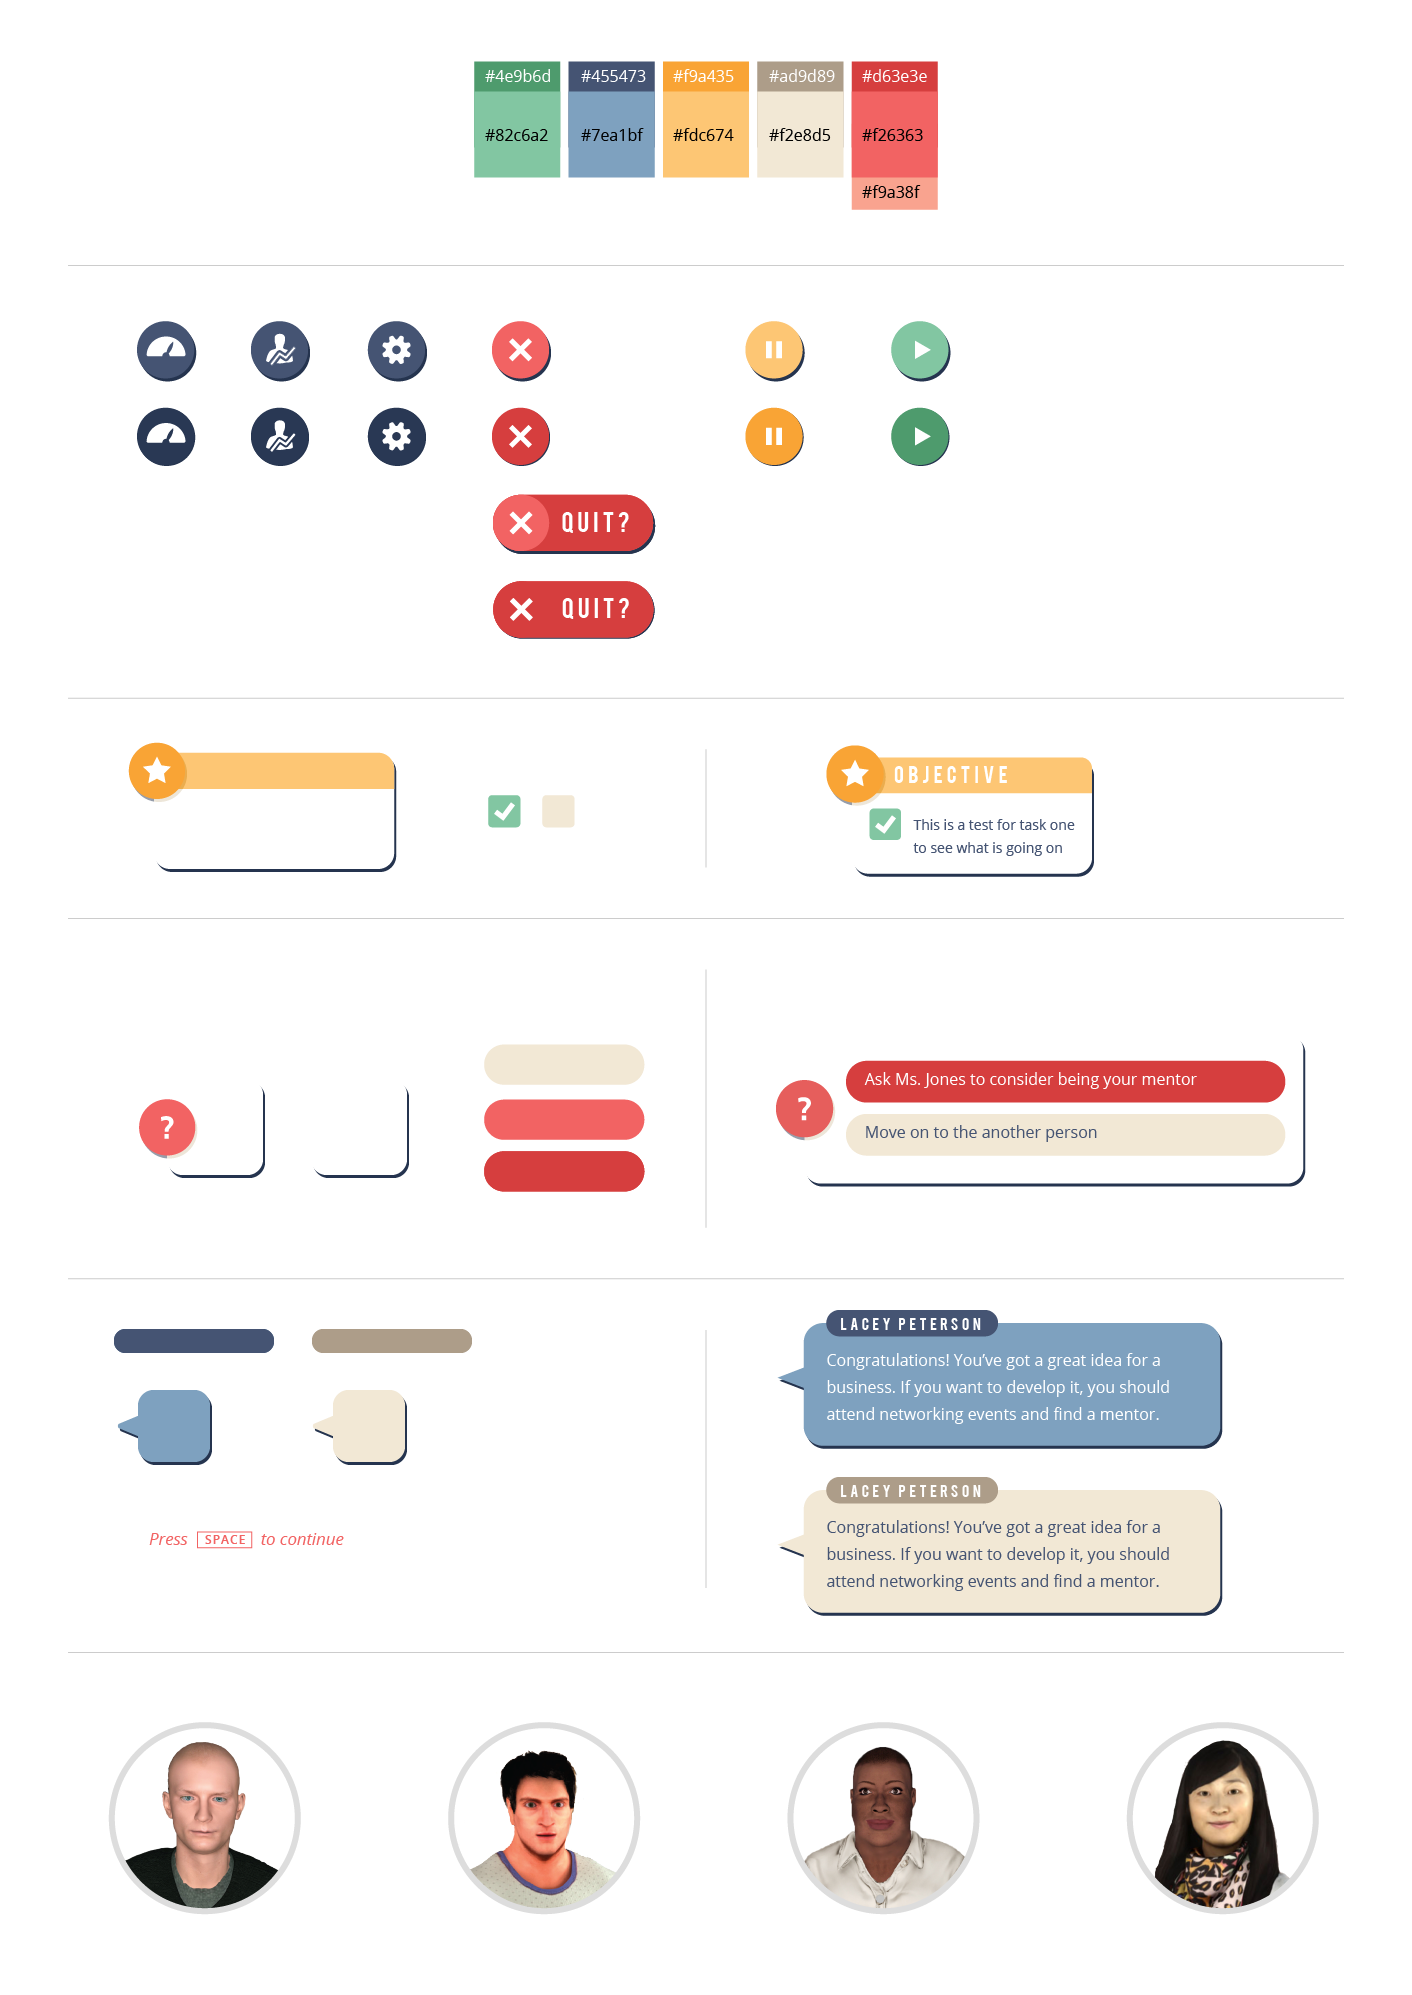 #4e9b6d #455473 #f9a435 #ad9d89 #d63e3e
#82c6a2 #7ea1bf #fdc674 #f2e8d5 #f26363
#f9a38f
QUIT?
QUIT?
OBJECTIVE
This is a test for task one
to see what is going on
?
?
Ask Ms. Jones to consider being your mentor
Move on to the another person
LACEY PETERSON
Congratulations! You’ve got a great idea for a
business. If you want to develop it, you should
attend networking events and find a mentor.
LACEY PETERSON
Congratulations! You’ve got a great idea for a
business. If you want to develop it, you should
attend networking events and find a mentor.
Press SPACE to continue